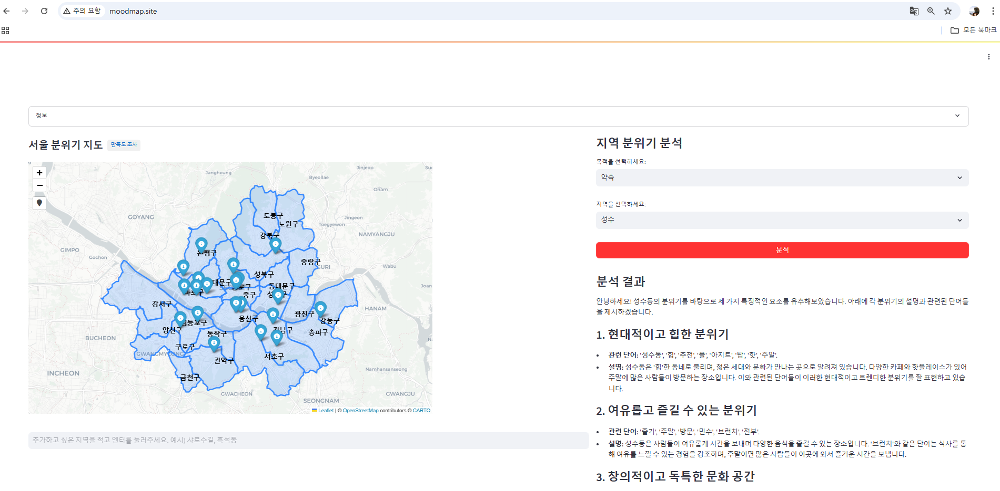 주의 요함
moodmap.site
모든 북마크
정보
서울 분위기 지도
만족도 조사
Jangheung
Jinjeop
Byeollae
Onam
GOYANG
도봉구
노원구
Jingeon
Toegyewon
강북구
NAMYANGJU
GIMPO
은평구
Gochon
중랑구
GURI
Wabu
성북구
대문구
동대문구
종로구
중구
마포구
Joan
강서구
HANAM
광진구
용산구
강동구
영등포구
양천구
강남구
송파구
동작구
BUCHEON
구로구
GWANGMYEONG
관악구
서초구
Namhansanseong
INCHEON
금천구
GWACHEON
GWANGJU
SEONGNAM
Leaflet | © OpenStreetMap contributors © CARTO
추가하고 싶은 지역을 적고 엔터를 눌러주세요. 예시) 샤로수길, 흑석동
지역 분위기 분석
목적을 선택하세요:
약속
지역을 선택하세요:
성수
분석
분석 결과
안녕하세요! 성수동의 분위기를 바탕으로 세 가지 특징적인 요소를 유추해보았습니다. 아래에 각 분위기의 설명과 관련된 단어들
을 제시하겠습니다.
1. 현대적이고 힙한 분위기
• 관련 단어: '성수동', '힙', '추천', '플', '아지트', '탑', '핫', '주말'.
• 설명: 성수동은 '힙'한 동네로 불리며, 젊은 세대와 문화가 만나는 곳으로 알려져 있습니다. 다양한 카페와 핫플레이스가 있어
주말에 많은 사람들이 방문하는 장소입니다. 이와 관련된 단어들이 이러한 현대적이고 트렌디한 분위기를 잘 표현하고 있습
니다.
2. 여유롭고 즐길 수 있는 분위기
• 관련 단어: '즐기', '주말', '방문', '민수', '브런치', '전부'.
• 설명: 성수동은 사람들이 여유롭게 시간을 보내며 다양한 음식을 즐길 수 있는 장소입니다. '브런치'와 같은 단어는 식사를 통
해 여유를 느낄 수 있는 경험을 강조하며, 주말이면 많은 사람들이 이곳에 와서 즐거운 시간을 보냅니다.
3. 창의적이고 독특한 문화 공간